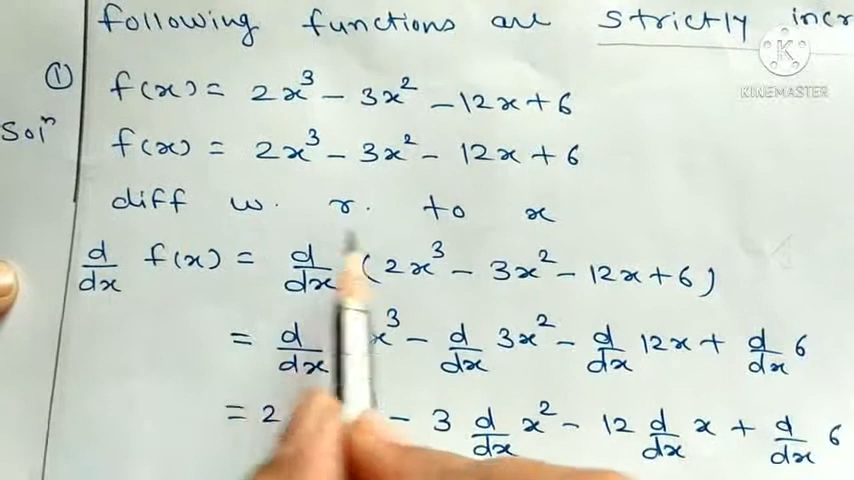 following functions are strictly incr
① f(x) = 2x³ - 3x² - 12x + 6
Solⁿ f(x) = 2x³ - 3x² - 12x + 6
diff w. r. to x
d/dx f(x) = d/dx (2x³ - 3x² - 12x + 6)
= d/dx x³ - d/dx 3x² - d/dx 12x + d/dx 6
= 2 - 3 d/dx x² - 12 d/dx x + d/dx 6
KINEMASTER